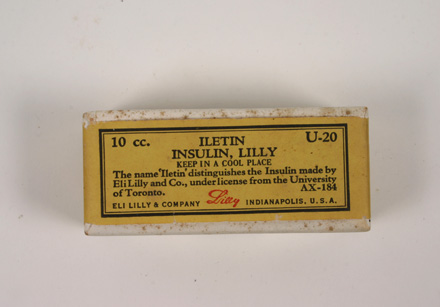 10 cc. ILETIN U-20
INSULIN, LILLY
KEEP IN A COOL PLACE
The name 'Iletin' distinguishes the Insulin made by
Eli Lilly and Co., under license from the University
of Toronto. AX-184
ELI LILLY & COMPANY Lilly INDIANAPOLIS, U.S.A.